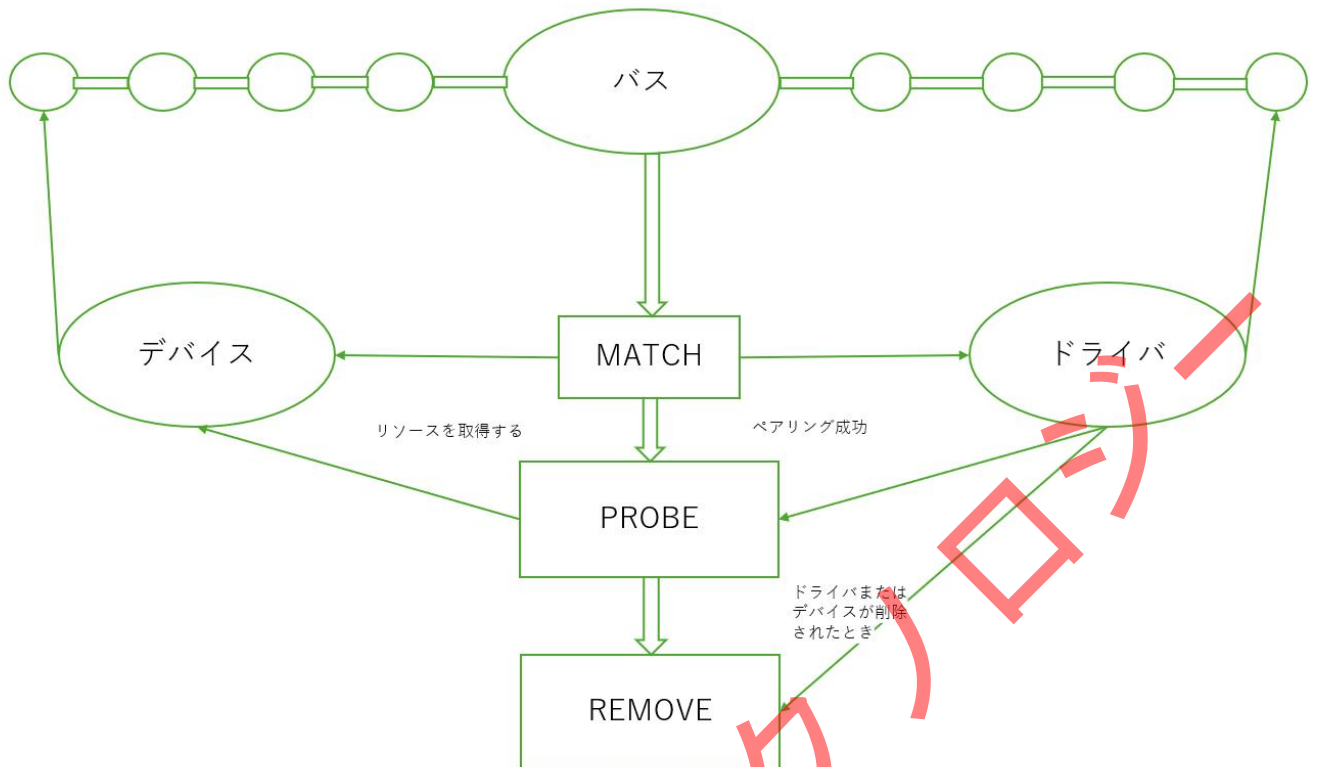 バス
デバイス
MATCH
ドライバ
リソースを取得する
ペアリング成功
PROBE
ドライバまたは
デバイスが削除
されたとき
REMOVE